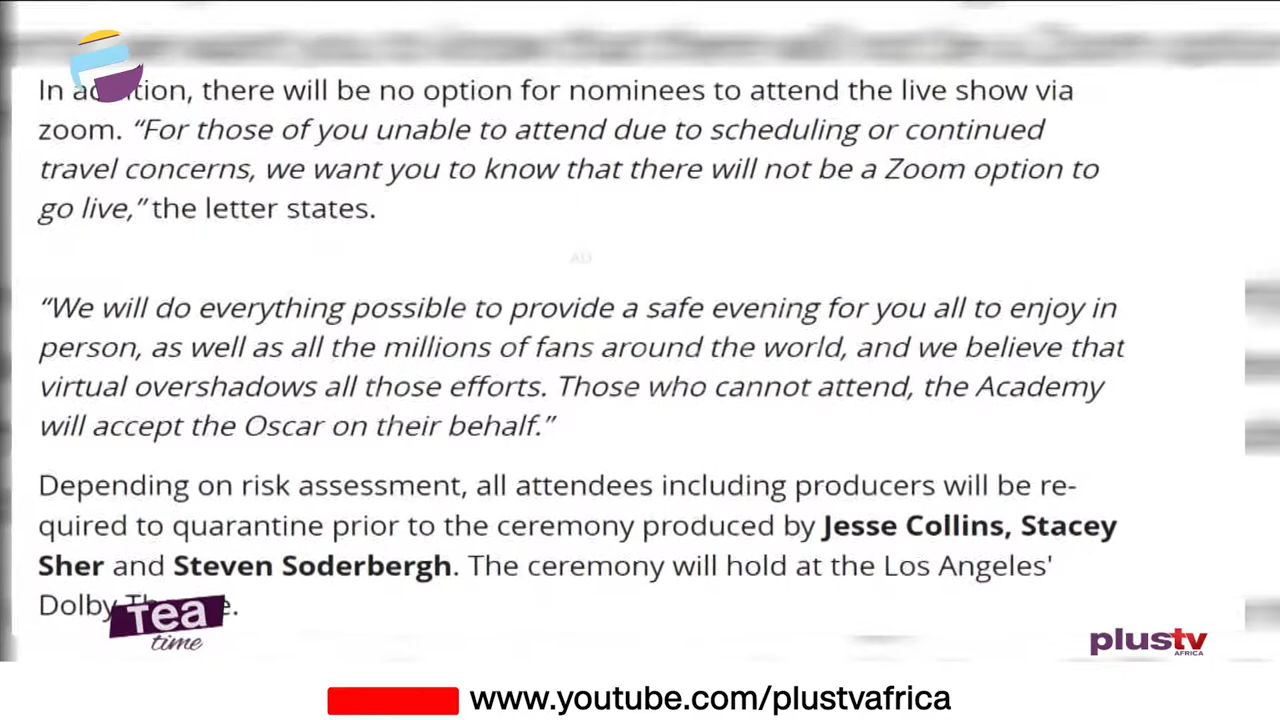 In addition, there will be no option for nominees to attend the live show via
zoom. “For those of you unable to attend due to scheduling or continued
travel concerns, we want you to know that there will not be a Zoom option to
go live,” the letter states.
AD
“We will do everything possible to provide a safe evening for you all to enjoy in
person, as well as all the millions of fans around the world, and we believe that
virtual overshadows all those efforts. Those who cannot attend, the Academy
will accept the Oscar on their behalf.”
Depending on risk assessment, all attendees including producers will be re-
quired to quarantine prior to the ceremony produced by Jesse Collins, Stacey
Sher and Steven Soderbergh. The ceremony will hold at the Los Angeles'
Dolby
Tea
time
plustv
AFRICA
www.youtube.com/plustvafrica